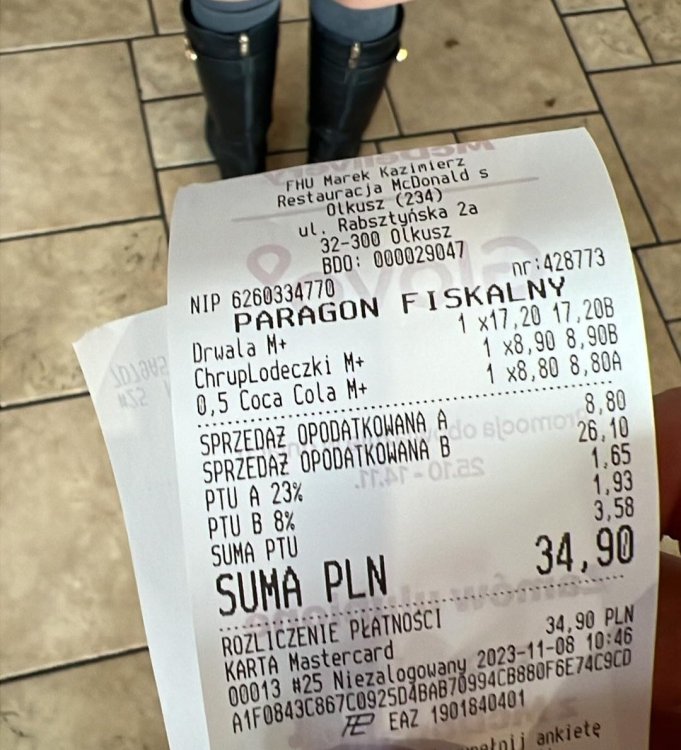 FHU Marek Kazimierz
Restauracja McDonald s
Olkusz (234)
ul. Rabsztyńska 2a
32-300 Olkusz
BDO: 000029047
NIP 6260334770 nr:428773
PARAGON FISKALNY
Drwala M+ 1 x17,20 17,20B
ChrupLodeczki M+ 1 x8,90 8,90B
0,5 Coca Cola M+ 1 x8,80 8,80A
SPRZEDAŻ OPODATKOWANA A 8,80
SPRZEDAŻ OPODATKOWANA B 26,10
PTU A 23% 1,65
PTU B 8% 1,93
SUMA PTU 3,58
SUMA PLN 34,90
ROZLICZENIE PŁATNOŚCI
KARTA Mastercard 34,90 PLN
00013 #25 Niezalogowany 2023-11-08 10:46
A1F0843C867C0925D4BAB70994CB880F6E74C9CD
EAZ 1901840401
ankietę